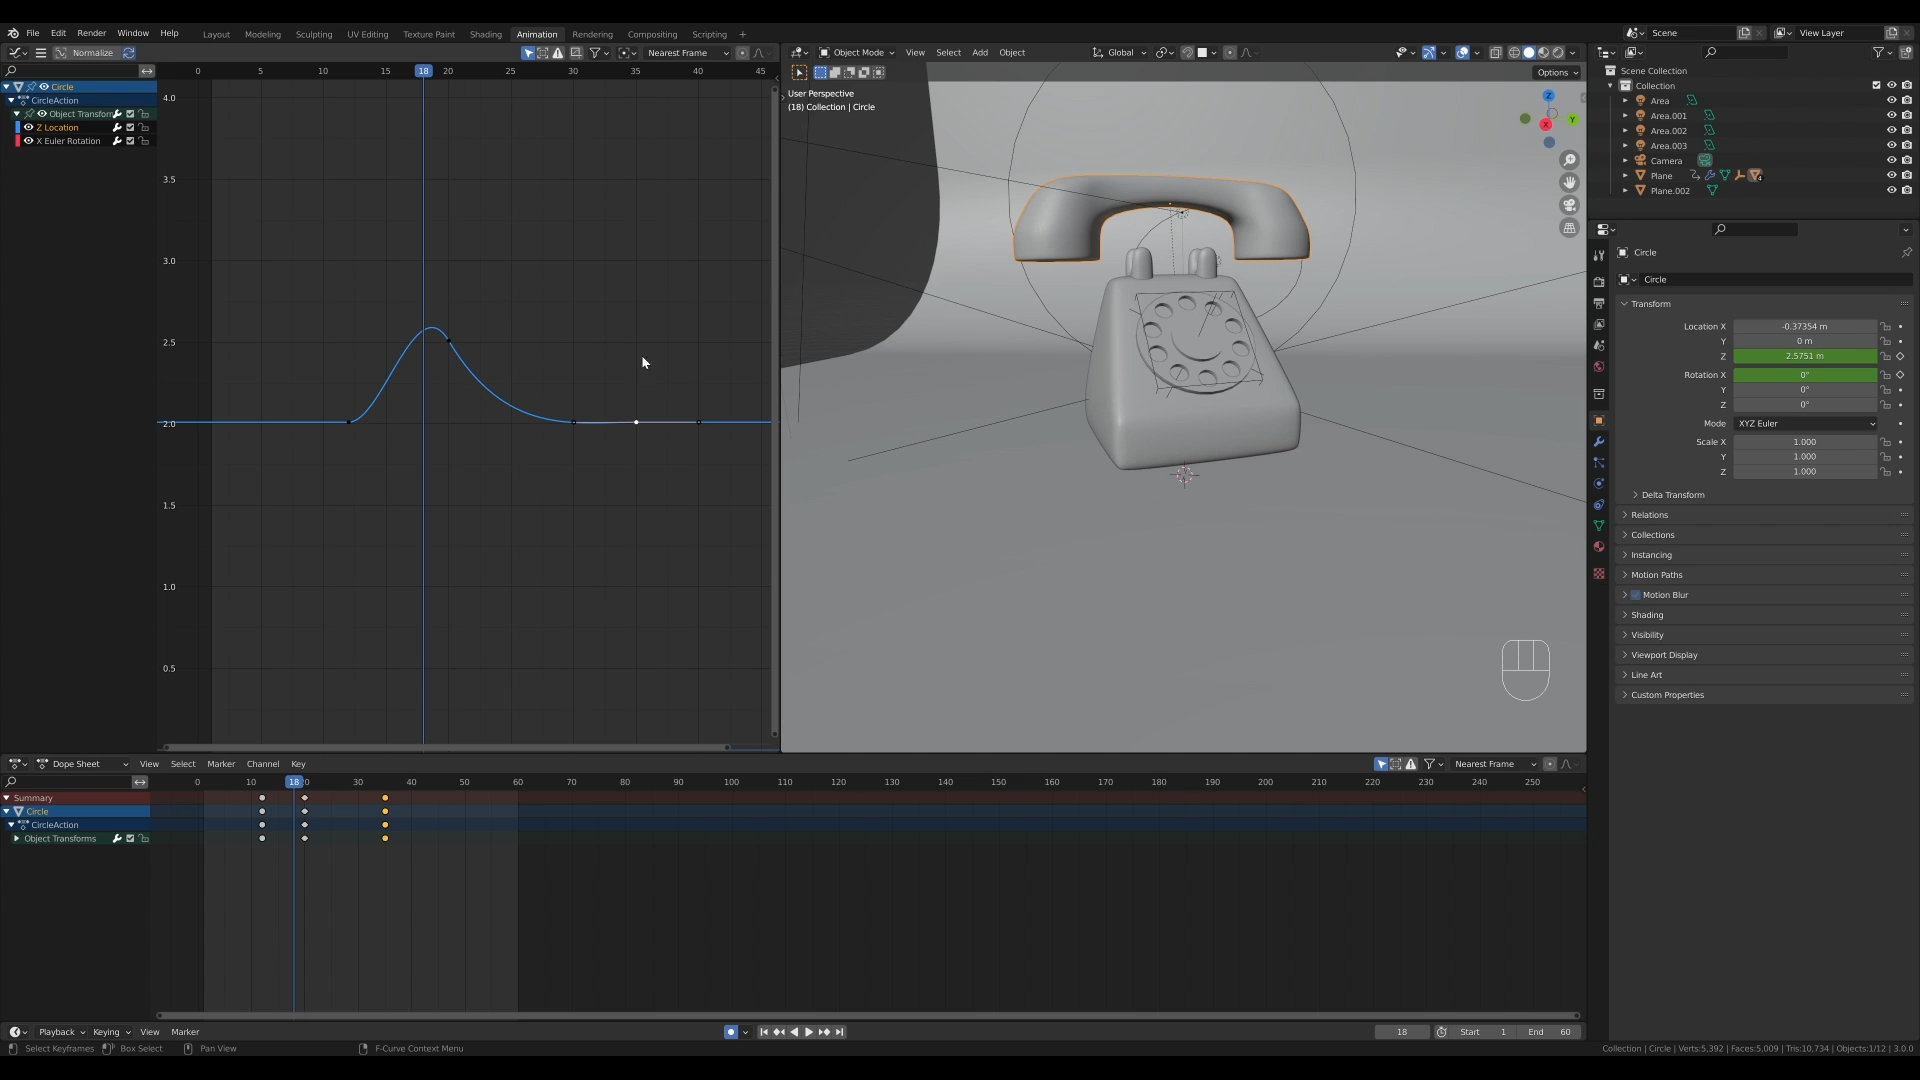 File Edit Render Window Help Layout Modeling Sculpting UV Editing Texture Paint Shading Animation Rendering Compositing Scripting + Scene View Layer
Normalize Nearest Frame Object Mode View Select Add Object Global
0 5 10 15 18 20 25 30 35 40 45 Options
Circle
CircleAction
Object Transform
Z Location
X Euler Rotation
4.0
3.5
3.0
2.5
2.0
1.5
1.0
0.5
User Perspective
(18) Collection | Circle
Z
Y
X
Scene Collection
Collection
Area
Area.001
Area.002
Area.003
Camera
Plane
Plane.002
Circle
Circle
Transform
Location X -0.37354 m
Y 0 m
Z 2.5751 m
Rotation X 0°
Y 0°
Z 0°
Mode XYZ Euler
Scale X 1.000
Y 1.000
Z 1.000
Delta Transform
Relations
Collections
Instancing
Motion Paths
Motion Blur
Shading
Visibility
Viewport Display
Line Art
Custom Properties
Dope Sheet View Select Marker Channel Key Nearest Frame
0 10 18 20 30 40 50 60 70 80 90 100 110 120 130 140 150 160 170 180 190 200 210 220 230 240 250
Summary
Circle
CircleAction
Object Transforms
Playback Keying View Marker 18 Start 1 End 60
Select Keyframes Box Select Pan View F-Curve Context Menu Collection | Circle | Verts:5,392 | Faces:5,009 | Tris:10,734 | Objects:1/12 | 3.0.0